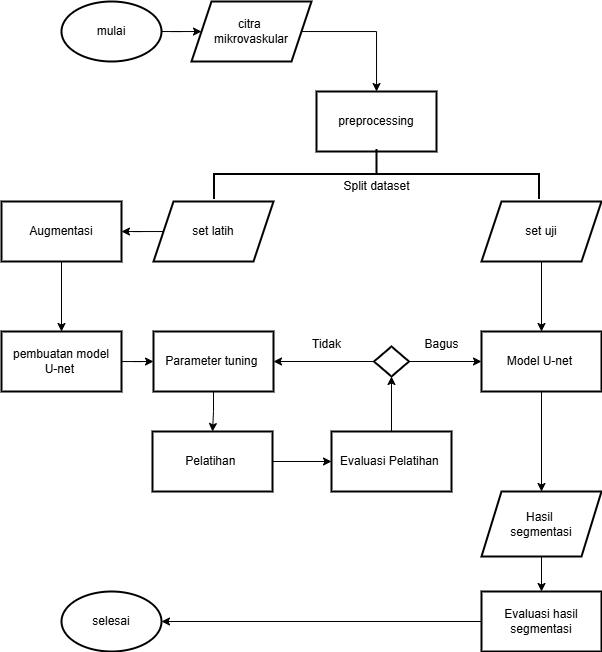 mulai
citra
mikrovaskular
preprocessing
Split dataset
Augmentasi
set latih
set uji
pembuatan model
U-net
Parameter tuning
Tidak
Bagus
Model U-net
Pelatihan
Evaluasi Pelatihan
Hasil
segmentasi
selesai
Evaluasi hasil
segmentasi